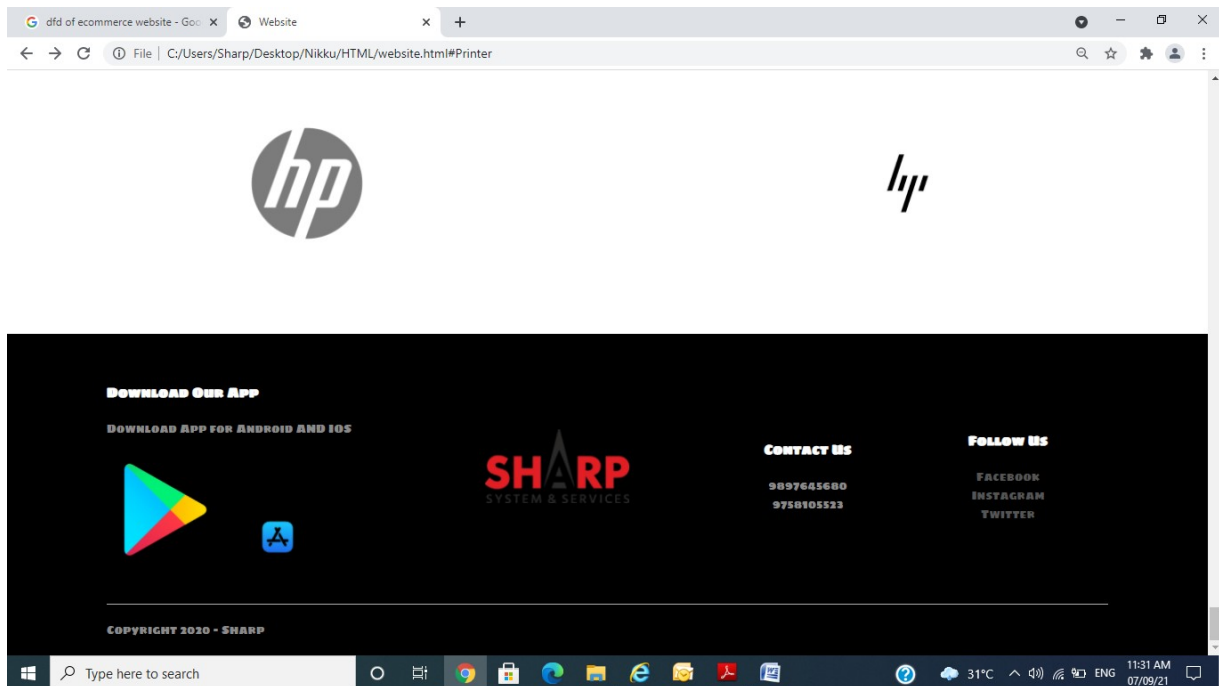 dfd of ecommerce website - Goo
Website
File
C:/Users/Sharp/Desktop/Nikku/HTML/website.html#Printer
hp
hp
Download Our App
Download App for Android AND IOS
SHARP
SYSTEM & SERVICES
Contact Us
9897645680
9758105523
Follow Us
Facebook
Instagram
Twitter
Copyright 2020 - Sharp
Type here to search
31°C
ENG
11:31 AM
07/09/21